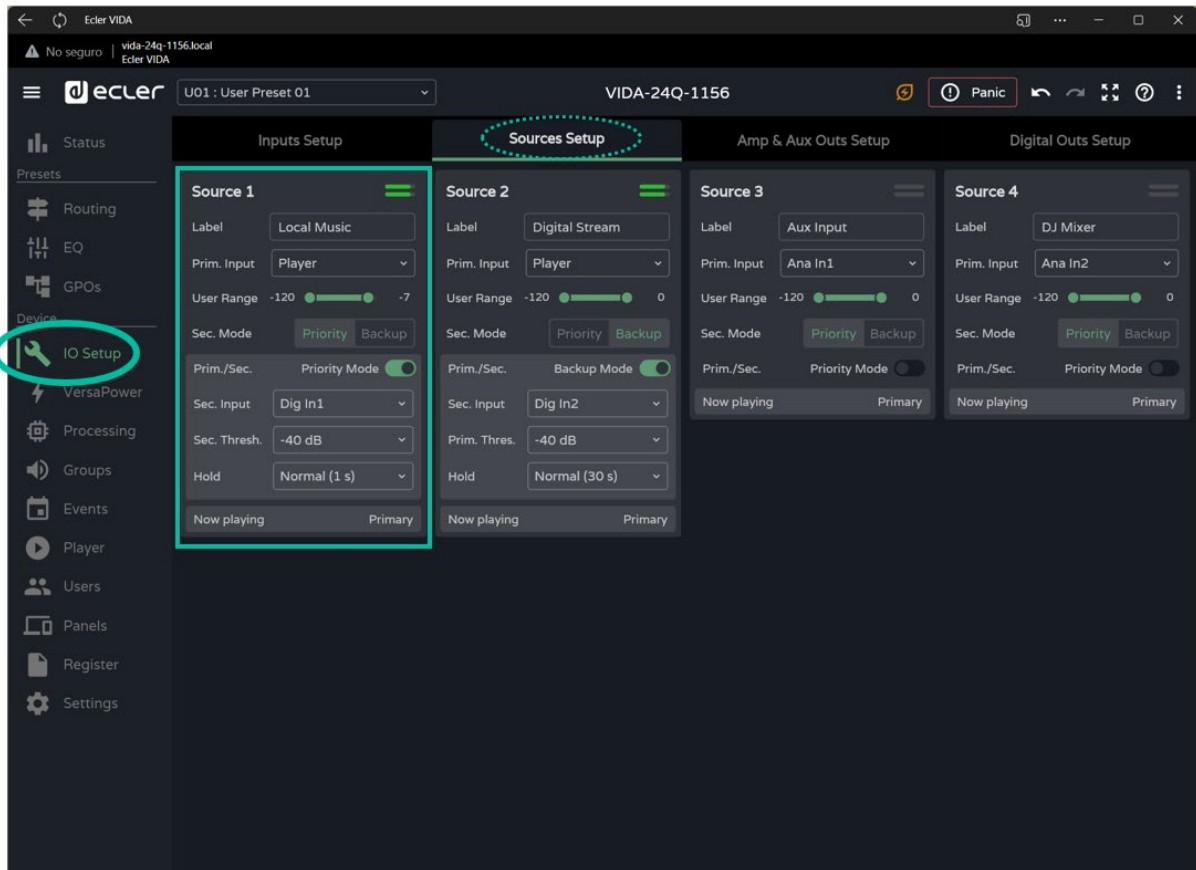 Ecler VIDA
No seguro | vida-24q-1156.local
Ecler VIDA
ecler
U01 : User Preset 01
VIDA-24Q-1156
Panic
Status
Presets
Routing
EQ
GPOs
Device
IO Setup
VersaPower
Processing
Groups
Events
Player
Users
Panels
Register
Settings
Inputs Setup
Sources Setup
Amp & Aux Outs Setup
Digital Outs Setup
Source 1
Label Local Music
Prim. Input Player
User Range -120 -7
Sec. Mode Priority Backup
Prim./Sec. Priority Mode
Sec. Input Dig In1
Sec. Thresh. -40 dB
Hold Normal (1 s)
Now playing Primary
Source 2
Label Digital Stream
Prim. Input Player
User Range -120 0
Sec. Mode Priority Backup
Prim./Sec. Backup Mode
Sec. Input Dig In2
Prim. Thres. -40 dB
Hold Normal (30 s)
Now playing Primary
Source 3
Label Aux Input
Prim. Input Ana In1
User Range -120 0
Sec. Mode Priority Backup
Prim./Sec. Priority Mode
Now playing Primary
Source 4
Label DJ Mixer
Prim. Input Ana In2
User Range -120 0
Sec. Mode Priority Backup
Prim./Sec. Priority Mode
Now playing Primary